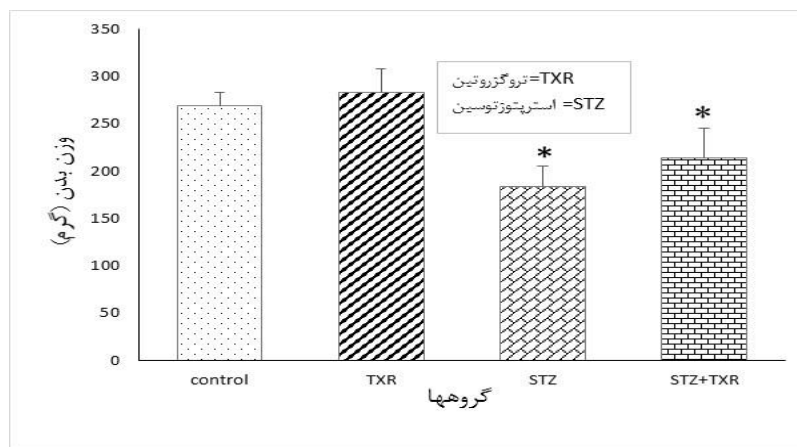 350
300
250
200
150
100
50
0
وزن بدن (گرم)
TXR=تروگزروتین
STZ= استرپتوزتوسین
*
*
control
TXR
STZ
STZ+TXR
گروهها